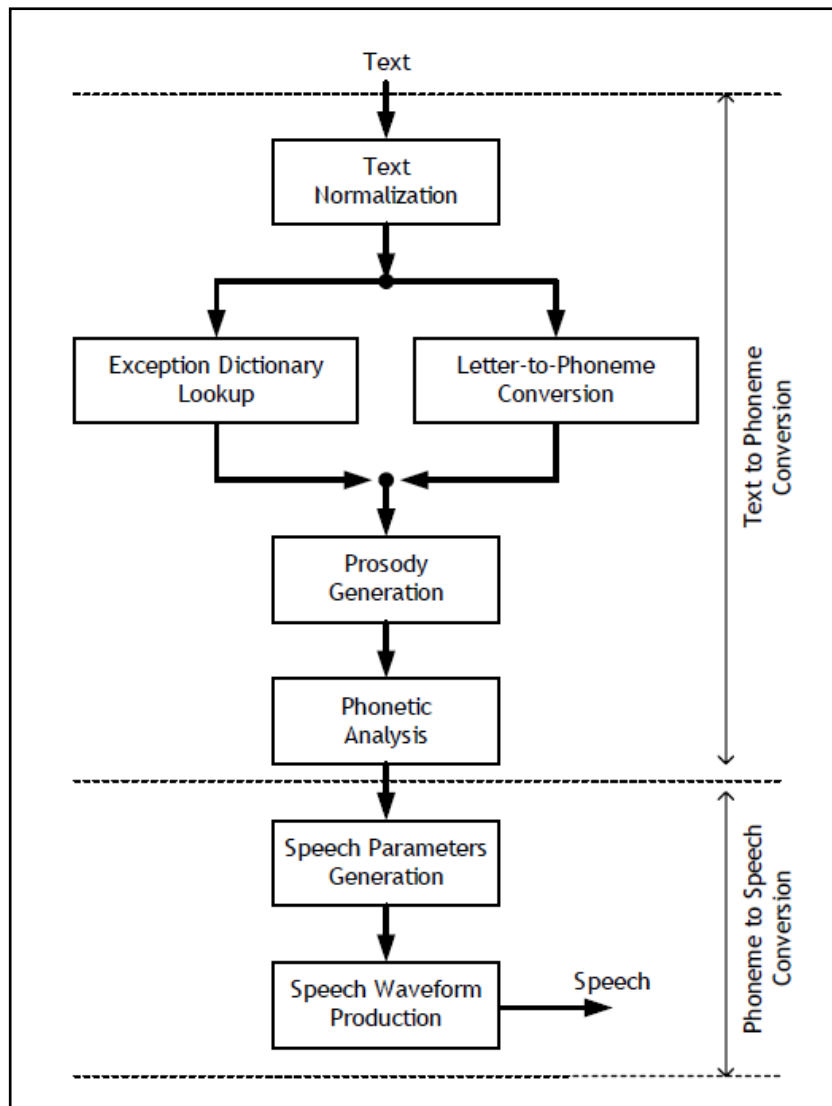 Text
Text
Normalization
Exception Dictionary
Lookup
Letter-to-Phoneme
Conversion
Prosody
Generation
Phonetic
Analysis
Text to Phoneme
Conversion
Speech Parameters
Generation
Speech Waveform
Production
Speech
Phoneme to Speech
Conversion